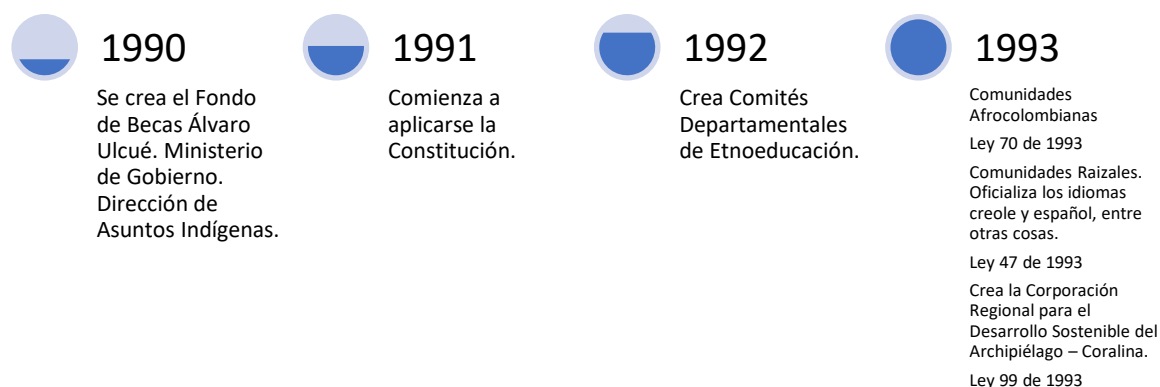 1990
Se crea el Fondo
de Becas Álvaro
Ulcué. Ministerio
de Gobierno.
Dirección de
Asuntos Indígenas.
1991
Comienza a
aplicarse la
Constitución.
1992
Crea Comités
Departamentales
de Etnoeducación.
1993
Comunidades
Afrocolombianas
Ley 70 de 1993
Comunidades Raizales.
Oficializa los idiomas
creole y español, entre
otras cosas.
Ley 47 de 1993
Crea la Corporación
Regional para el
Desarrollo Sostenible del
Archipiélago – Coralina.
Ley 99 de 1993